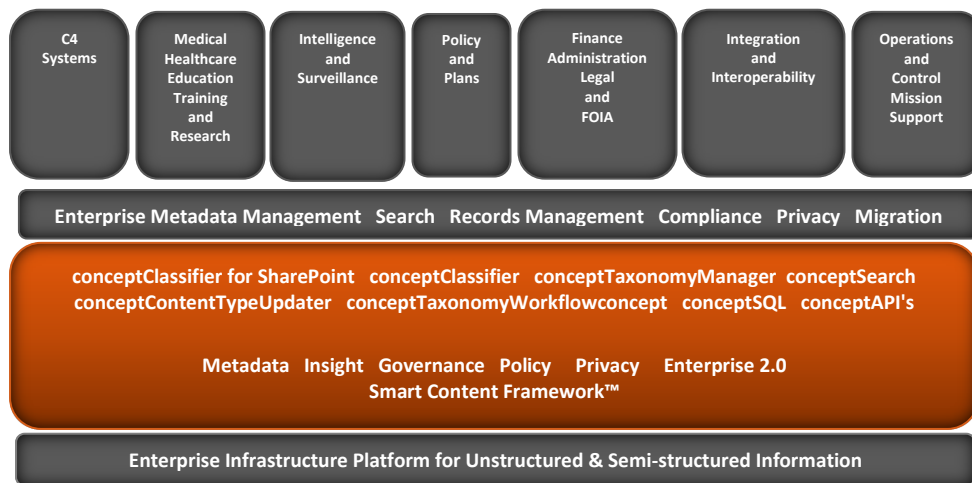 C4
Systems
Medical
Healthcare
Education
Training
and
Research
Intelligence
and
Surveillance
Policy
and
Plans
Finance
Administration
Legal
and
FOIA
Integration
and
Interoperability
Operations
and
Control
Mission
Support
Enterprise Metadata Management Search Records Management Compliance Privacy Migration
conceptClassifier for SharePoint conceptClassifier conceptTaxonomyManager conceptSearch
conceptContentTypeUpdater conceptTaxonomyWorkflowconcept conceptSQL conceptAPI's
Metadata Insight Governance Policy Privacy Enterprise 2.0
Smart Content Framework™
Enterprise Infrastructure Platform for Unstructured & Semi-structured Information